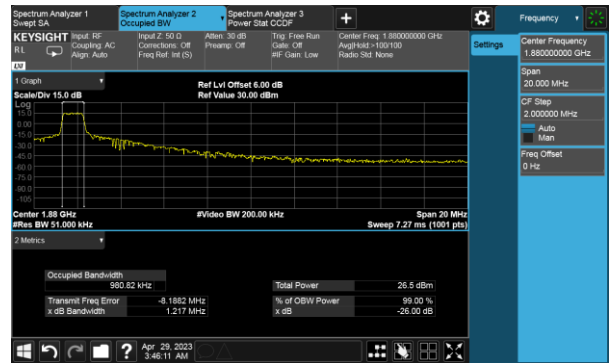 Spectrum Analyzer 1
Swept SA
Spectrum Analyzer 2
Occupied BW
Spectrum Analyzer 3
Power Stat CCDF
+
Frequency
KEYSIGHT
RL
Input: RF
Coupling: AC
Align: Auto
Input Z: 50 Ω
Corrections: Off
Freq Ref: Int (S)
Atten: 30 dB
Preamp: Off
Trig: Free Run
Gate: Off
#IF Gain: Low
Center Freq: 1.880000000 GHz
Avg|Hold:>100/100
Radio Std: None
LW
1 Graph
Scale/Div 15.0 dB
Ref Lvl Offset 6.00 dB
Ref Value 30.00 dBm
Log
15.0
0.00
-15.0
-30.0
-45.0
-60.0
-75.0
-90.0
-105
Center 1.88 GHz
#Res BW 51.000 kHz
#Video BW 200.00 kHz
Span 20 MHz
Sweep 7.27 ms (1001 pts)
2 Metrics
Occupied Bandwidth
980.82 kHz
Total Power
26.5 dBm
Transmit Freq Error
-8.1882 MHz
% of OBW Power
99.00 %
x dB Bandwidth
1.217 MHz
x dB
-26.00 dB
Settings
Center Frequency
1.880000000 GHz
Span
20.000 MHz
CF Step
2.000000 MHz
Auto
Man
Freq Offset
0 Hz
?
Apr 29, 2023
3:46:11 AM